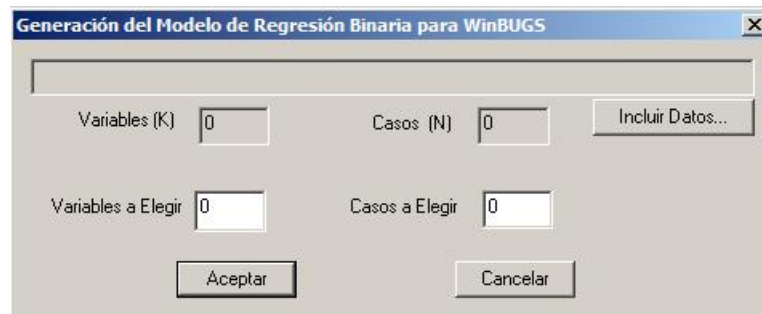 Generación del Modelo de Regresión Binaria para WinBUGS
Variables (K) 0 Casos (N) 0 Incluir Datos...
Variables a Elegir 0 Casos a Elegir 0
Aceptar Cancelar